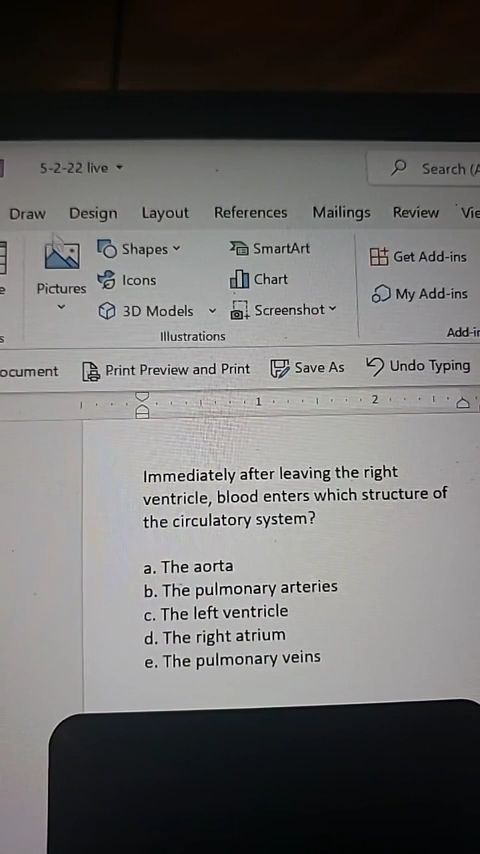 5-2-22 live
Search
Draw Design Layout References Mailings Review
Shapes SmartArt
Get Add-ins
Pictures Icons Chart
My Add-ins
3D Models Screenshot
Illustrations
Print Preview and Print Save As Undo Typing
1 2
Immediately after leaving the right
ventricle, blood enters which structure of
the circulatory system?
a. The aorta
b. The pulmonary arteries
c. The left ventricle
d. The right atrium
e. The pulmonary veins